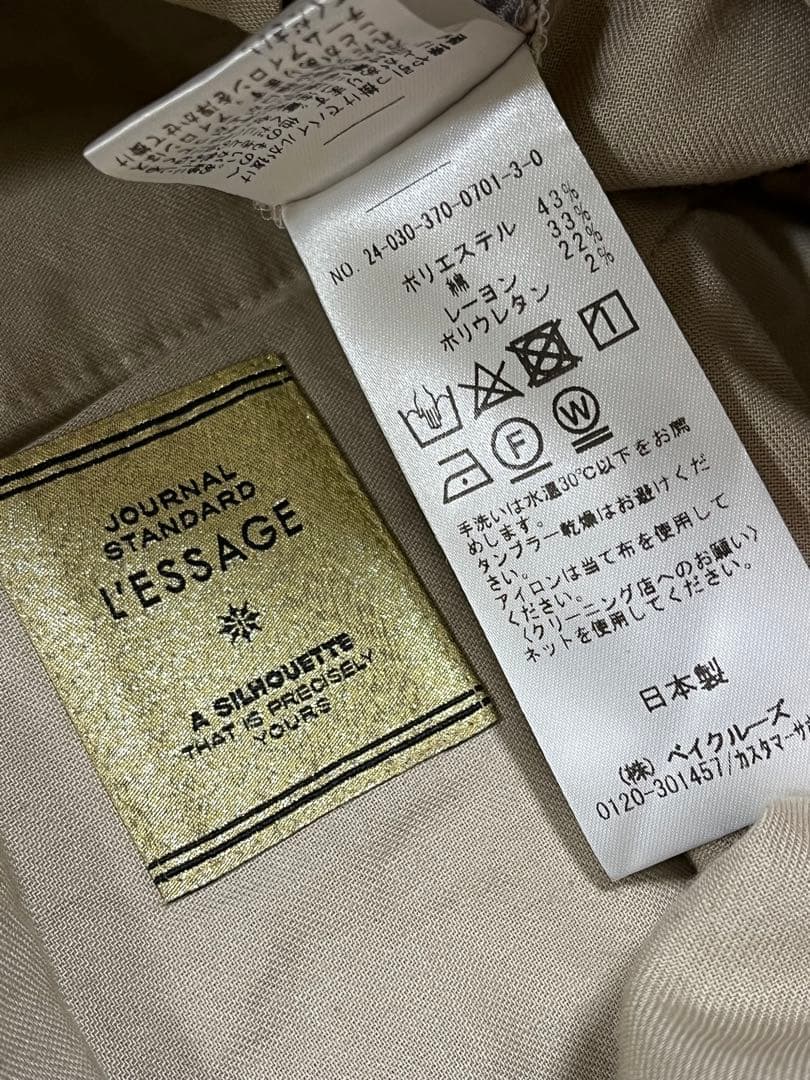 JOURNAL
STANDARD
L'ESSAGE
A SILHOUETTE
THAT IS PRECISELY
YOURS
NO. 24-030-370-0701-3-0
ポリエステル 43%
綿 33%
レーヨン 22%
ポリウレタン 2%
F
W
手洗いは水温30℃以下をお薦
めします。
タンブラー乾燥はお避けくだ
さい。
アイロンは当て布を使用して
ください。
〈クリーニング店へのお願い〉
ネットを使用してください。
日本製
(株) ベイクルーズ
0120-301457/カスタマーサポ